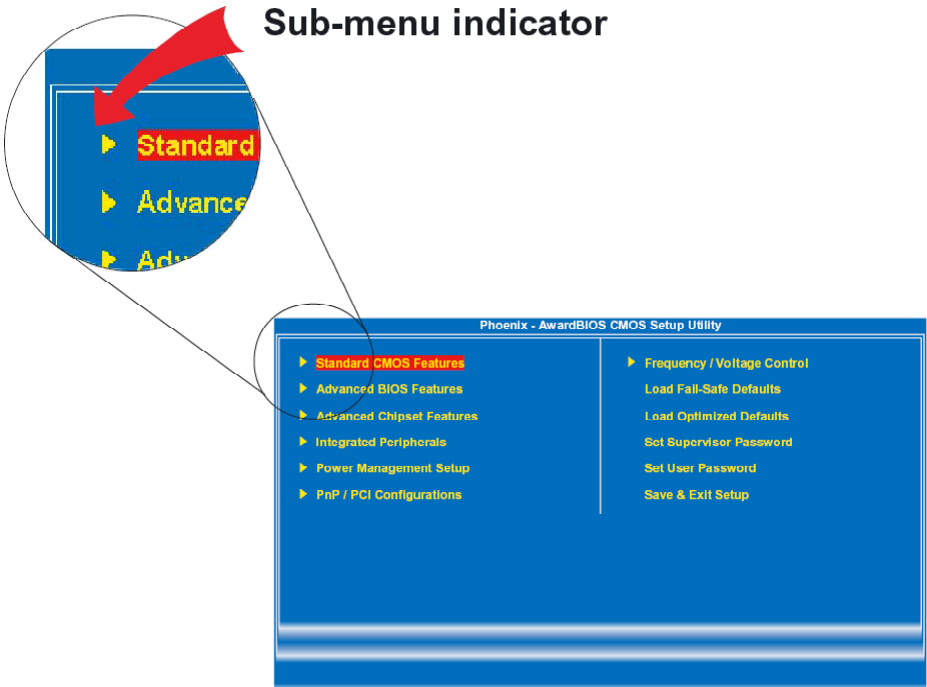 Sub-menu indicator
Standard
Advance
Adv
Phoenix - AwardBIOS CMOS Setup Utility
Standard CMOS Features
Advanced BIOS Features
Advanced Chipset Features
Integrated Peripherals
Power Management Setup
PnP / PCI Configurations
Frequency / Voltage Control
Load Fail-Safe Defaults
Load Optimized Defaults
Set Supervisor Password
Set User Password
Save & Exit Setup